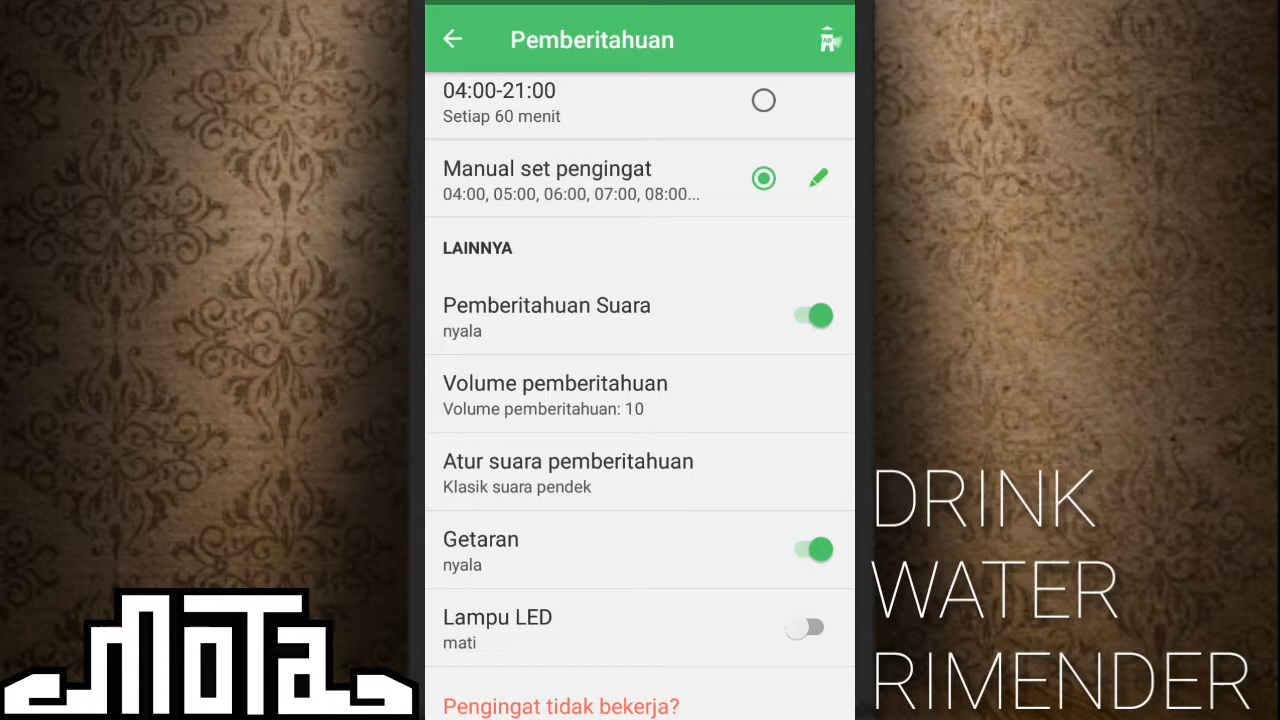 Pemberitahuan
AD
04:00-21:00
Setiap 60 menit
Manual set pengingat
04:00, 05:00, 06:00, 07:00, 08:00...
LAINNYA
Pemberitahuan Suara
nyala
Volume pemberitahuan
Volume pemberitahuan: 10
Atur suara pemberitahuan
Klasik suara pendek
Getaran
nyala
Lampu LED
mati
Pengingat tidak bekerja?
DRINK
WATER
RIMENDER
nota